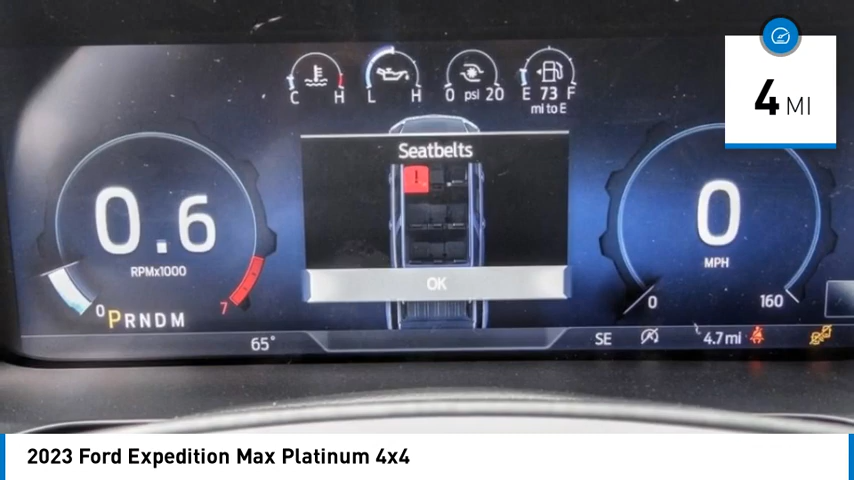 4 MI
C H L H 0 psi 20 E 73 F
mi to E
Seatbelts
!
0.6
RPMx1000
0 7
PRNDM
0
MPH
0 160
OK
65°
SE 4.7 mi
2023 Ford Expedition Max Platinum 4x4